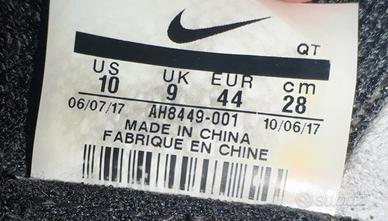 QT
US UK EUR cm
10 9 44 28
06/07/17 AH8449-001 10/06/17
MADE IN CHINA
FABRIQUE EN CHINE
subito